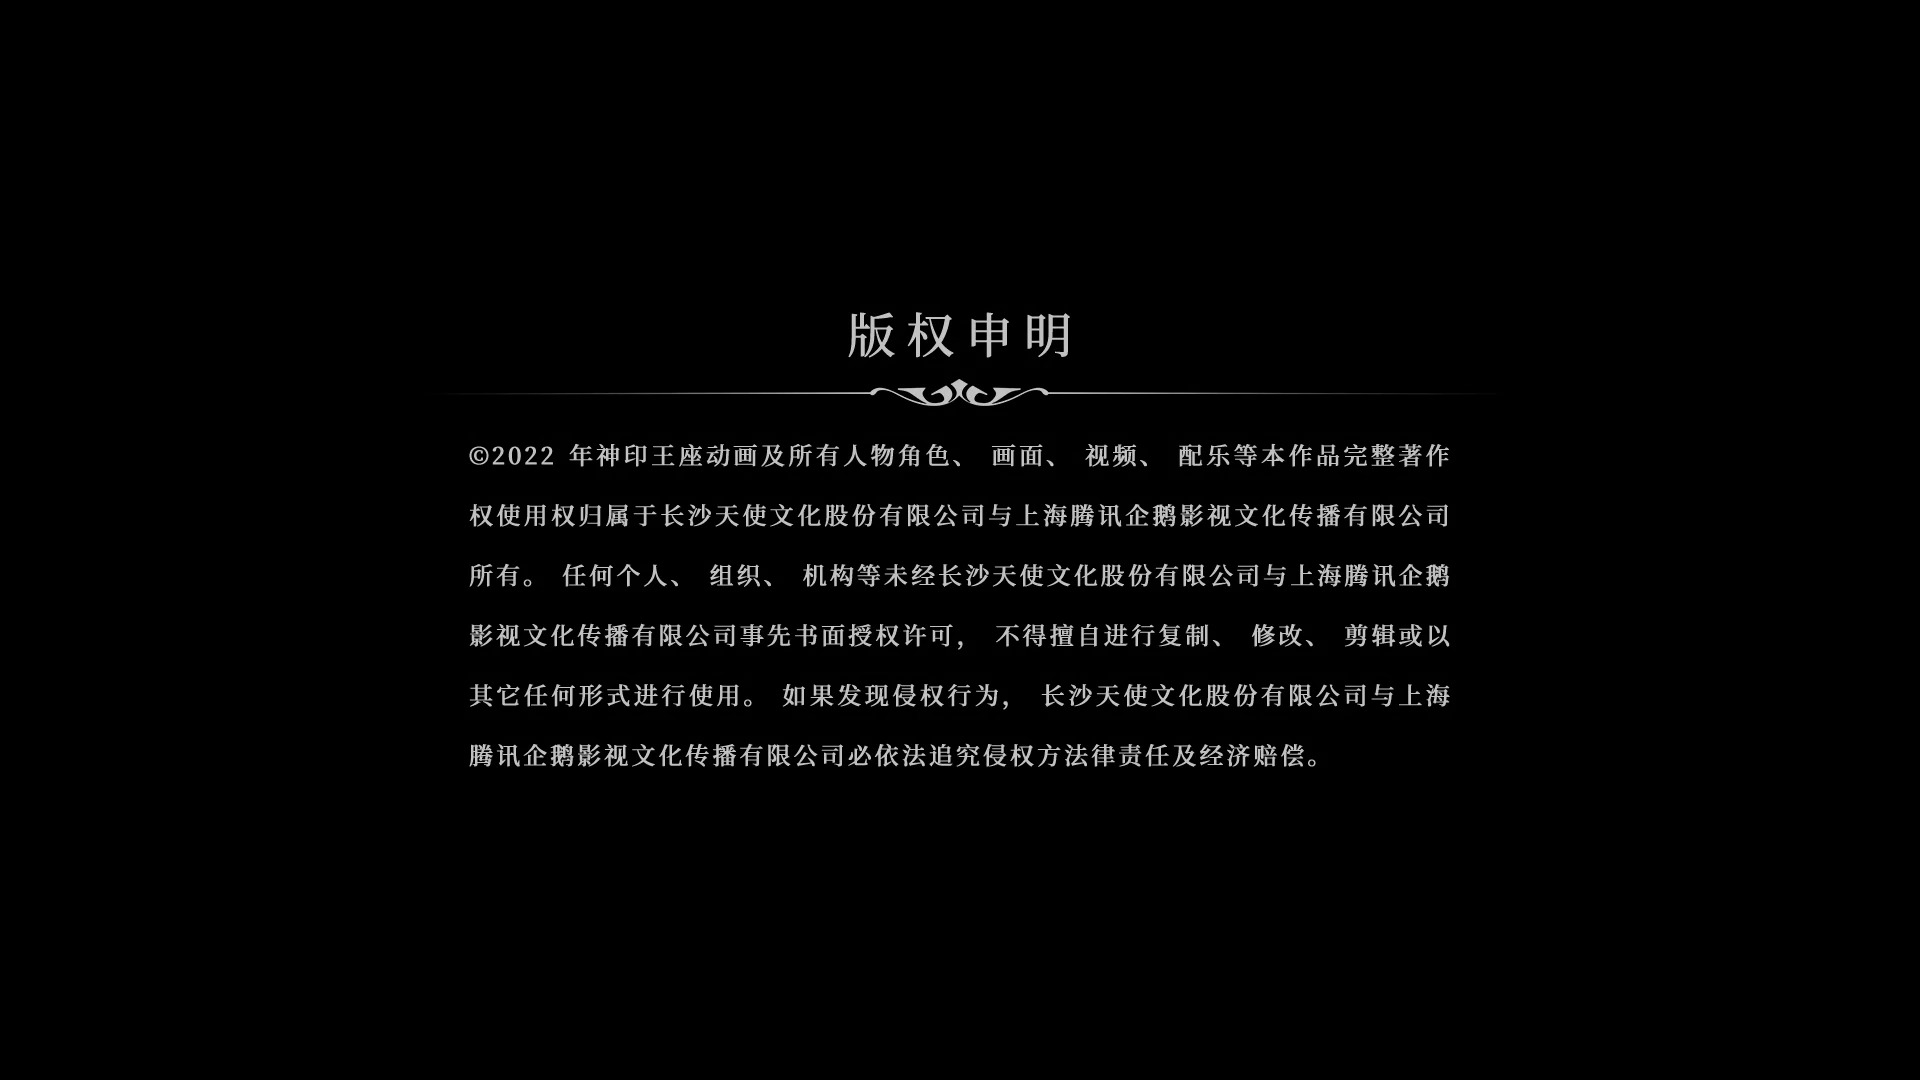 版权申明
©2022 年神印王座动画及所有人物角色、 画面、 视频、 配乐等本作品完整著作
权使用权归属于长沙天使文化股份有限公司与上海腾讯企鹅影视文化传播有限公司
所有。 任何个人、 组织、 机构等未经长沙天使文化股份有限公司与上海腾讯企鹅
影视文化传播有限公司事先书面授权许可， 不得擅自进行复制、 修改、 剪辑或以
其它任何形式进行使用。 如果发现侵权行为， 长沙天使文化股份有限公司与上海
腾讯企鹅影视文化传播有限公司必依法追究侵权方法律责任及经济赔偿。